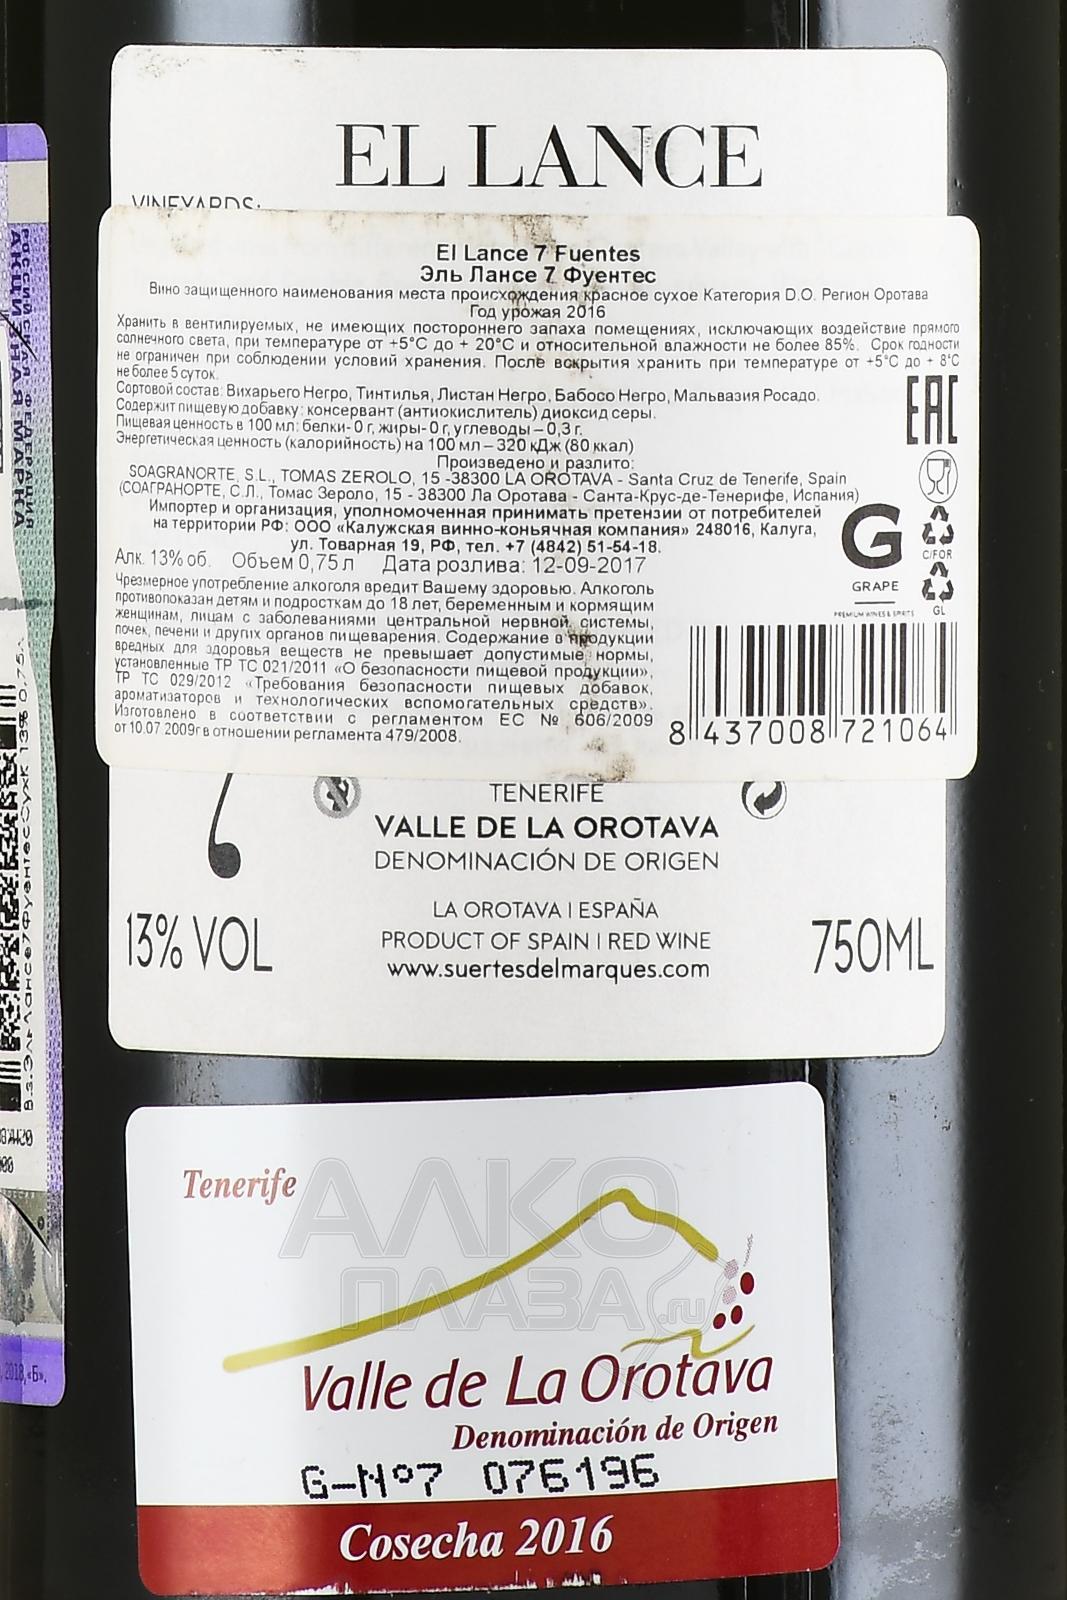 EL LANCE
VINEYARDS:
El Lance 7 Fuentes
Эль Лансе 7 Фуентес
Вино защищенного наименования места происхождения красное сухое Категория D.O. Регион Оротава
Год урожая 2016
Хранить в вентилируемых, не имеющих постороннего запаха помещениях, исключающих воздействие прямого
солнечного света, при температуре от +5°С до + 20°С и относительной влажности не более 85%. Срок годности
не ограничен при соблюдении условий хранения. После вскрытия хранить при температуре от +5°С до + 8°С
не более 5 суток.
Сортовой состав: Вихарьего Негро, Тинтилья, Листан Негро, Бабосо Негро, Мальвазия Росадо.
Содержит пищевую добавку: консервант (антиокислитель) диоксид серы.
Пищевая ценность в 100 мл: белки- 0 г, жиры- 0 г, углеводы – 0,3 г.
Энергетическая ценность (калорийность) на 100 мл – 320 кДж (80 ккал)
Произведено и разлито:
SOAGRANORTE, S.L., TOMAS ZEROLO, 15 -38300 LA OROTAVA - Santa Cruz de Tenerife, Spain
(СОАГРАНОРТЕ, С.Л., Томас Зероло, 15 - 38300 Ла Оротава - Санта-Крус-де-Тенерифе, Испания)
Импортер и организация, уполномоченная принимать претензии от потребителей
на территории РФ: ООО «Калужская винно-коньячная компания» 248016, Калуга,
ул. Товарная 19, РФ, тел. +7 (4842) 51-54-18.
Алк. 13% об. Объем 0,75 л Дата розлива: 12-09-2017
Чрезмерное употребление алкоголя вредит Вашему здоровью. Алкоголь
противопоказан детям и подросткам до 18 лет, беременным и кормящим
женщинам, лицам с заболеваниями центральной нервной системы,
почек, печени и других органов пищеварения. Содержание в продукции
вредных для здоровья веществ не превышает допустимые нормы,
установленные ТР ТС 021/2011 «О безопасности пищевой продукции»,
ТР ТС 029/2012 «Требования безопасности пищевых добавок,
ароматизаторов и технологических вспомогательных средств».
Изготовлено в соответствии с регламентом ЕС № 606/2009
от 10.07.2009г в отношении регламента 479/2008.
EAC
G
GRAPE
PREMIUM WINES & SPIRITS
C/FOR
GL
8 437008 721064
TENERIFE
VALLE DE LA OROTAVA
DENOMINACIÓN DE ORIGEN
LA OROTAVA | ESPAÑA
PRODUCT OF SPAIN | RED WINE
www.suertesdelmarques.com
13% VOL
750ML
Tenerife
Valle de La Orotava
Denominación de Origen
G-Nº7 076196
Cosecha 2016
АЛКО
ПЛАЗА.ru
РОССИЙСКАЯ ФЕДЕРАЦИЯ
АКЦИЗНАЯ МАРКА
2018, «Б».